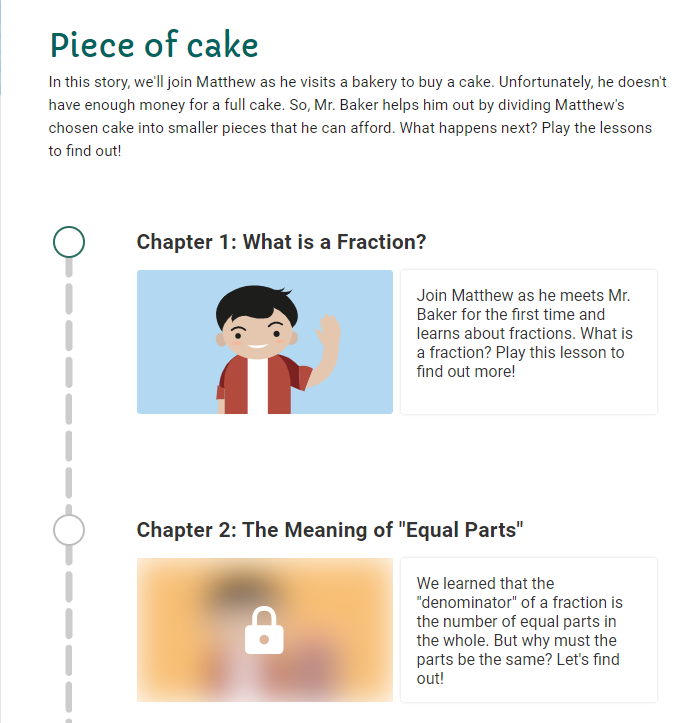 Piece of cake
In this story, we'll join Matthew as he visits a bakery to buy a cake. Unfortunately, he doesn't
have enough money for a full cake. So, Mr. Baker helps him out by dividing Matthew's
chosen cake into smaller pieces that he can afford. What happens next? Play the lessons
to find out!
Chapter 1: What is a Fraction?
Join Matthew as he meets Mr.
Baker for the first time and
learns about fractions. What is
a fraction? Play this lesson to
find out more!
Chapter 2: The Meaning of "Equal Parts"
We learned that the
"denominator" of a fraction is
the number of equal parts in
the whole. But why must the
parts be the same? Let's find
out!